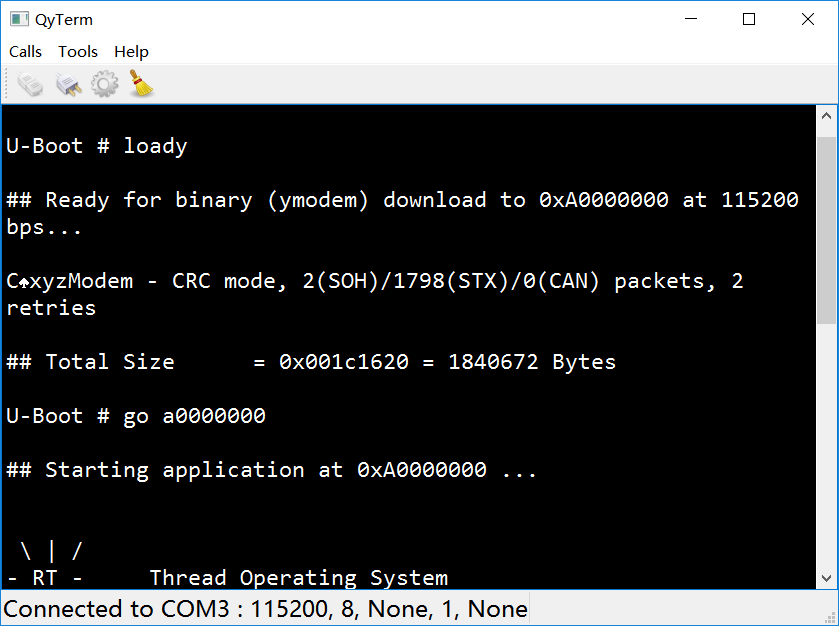 QyTerm
Calls Tools Help
U-Boot # loady
## Ready for binary (ymodem) download to 0xA0000000 at 115200
bps...
C♠xyzModem - CRC mode, 2(SOH)/1798(STX)/0(CAN) packets, 2
retries
## Total Size      = 0x001c1620 = 1840672 Bytes
U-Boot # go a0000000
## Starting application at 0xA0000000 ...
 \ | /
- RT -     Thread Operating System
Connected to COM3 : 115200, 8, None, 1, None